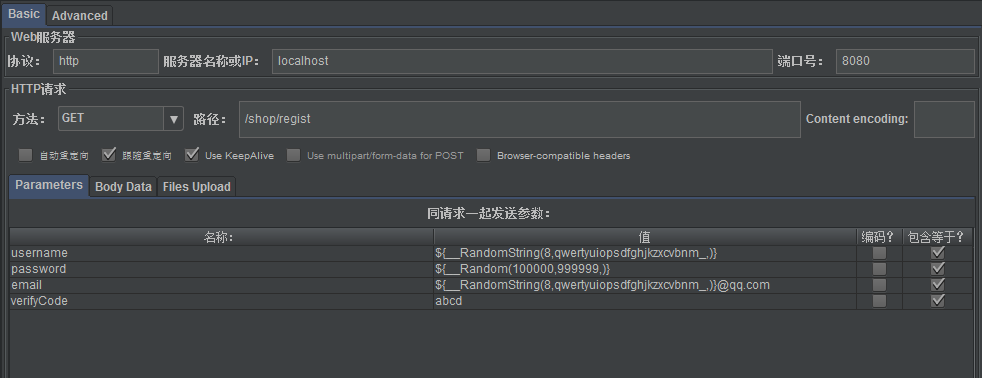 Basic Advanced
Web服务器
协议： http 服务器名称或IP： localhost 端口号： 8080
HTTP请求
方法： GET 路径： /shop/regist Content encoding:
自动重定向 跟随重定向 Use KeepAlive Use multipart/form-data for POST Browser-compatible headers
Parameters Body Data Files Upload
同请求一起发送参数：
名称： 值 编码? 包含等于?
username ${__RandomString(8,qwertyuiopsdfghjkzxcvbnm_,)}
password ${__Random(100000,999999,)}
email ${__RandomString(8,qwertyuiopsdfghjkzxcvbnm_,)}@qq.com
verifyCode abcd